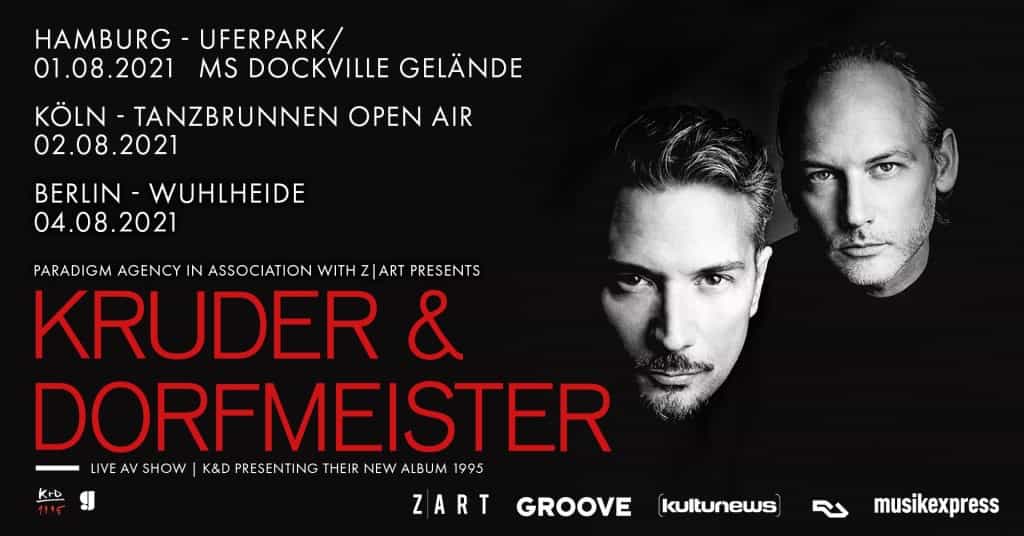 HAMBURG - UFERPARK/
01.08.2021 MS DOCKVILLE GELÄNDE
KÖLN - TANZBRUNNEN OPEN AIR
02.08.2021
BERLIN - WUHLHEIDE
04.08.2021
PARADIGM AGENCY IN ASSOCIATION WITH Z|ART PRESENTS
KRUDER &
DORFMEISTER
LIVE AV SHOW | K&D PRESENTING THEIR NEW ALBUM 1995
1995
g
Z|ART GROOVE [kultunews] RA musikexpress